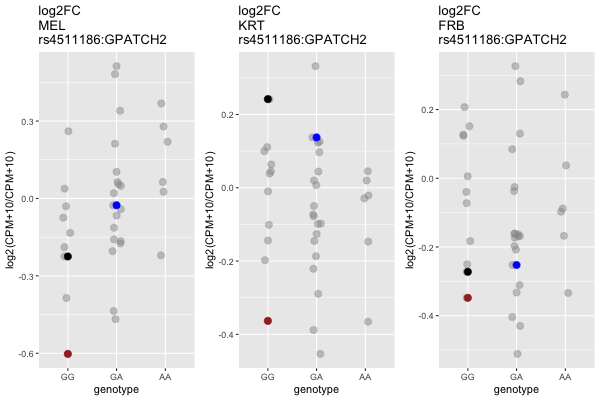 log2FC
MEL
rs4511186:GPATCH2
log2(CPM+10/CPM+10)
0.3
0.0
-0.3
-0.6
GG GA AA
genotype
log2FC
KRT
rs4511186:GPATCH2
log2(CPM+10/CPM+10)
0.2
0.0
-0.2
-0.4
GG GA AA
genotype
log2FC
FRB
rs4511186:GPATCH2
log2(CPM+10/CPM+10)
0.2
0.0
-0.2
-0.4
GG GA AA
genotype